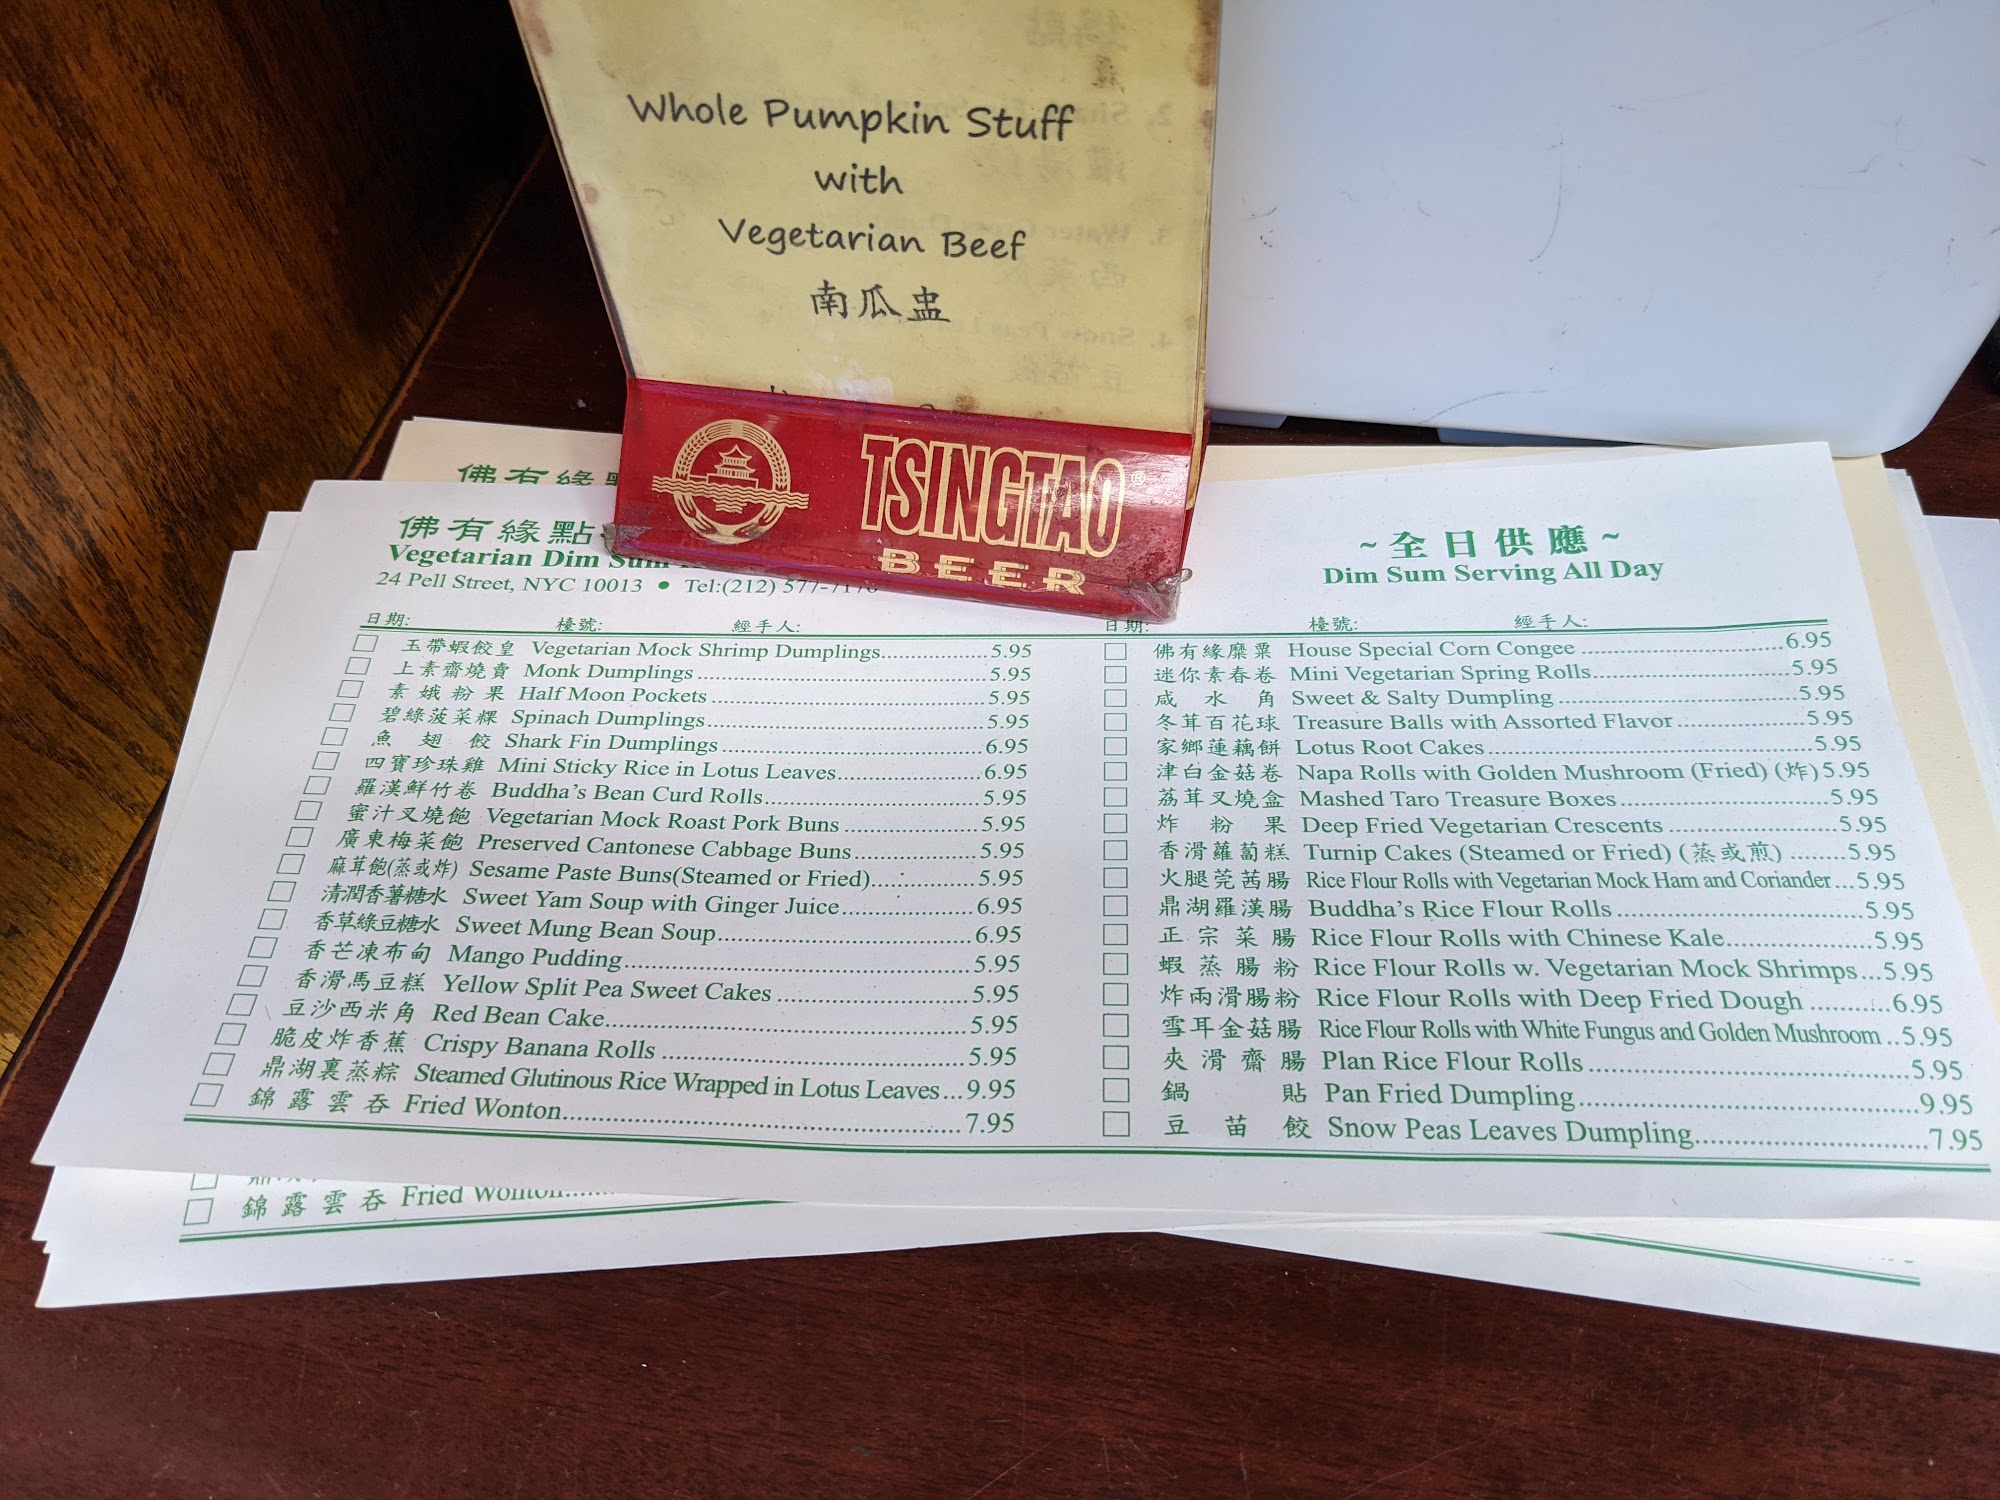 Whole Pumpkin Stuff
with
Vegetarian Beef
南瓜盅
TSINGTAO®
BEER
佛有緣
佛有緣點
Vegetarian Dim Sum
24 Pell Street, NYC 10013 • Tel:(212) 577-7176
~全日供應~
Dim Sum Serving All Day
日期: 檯號: 經手人:
玉帶蝦餃皇 Vegetarian Mock Shrimp Dumplings 5.95
上素齋燒賣 Monk Dumplings 5.95
素娥粉果 Half Moon Pockets 5.95
碧綠菠菜粿 Spinach Dumplings 5.95
魚翅餃 Shark Fin Dumplings 6.95
四寶珍珠雞 Mini Sticky Rice in Lotus Leaves 6.95
羅漢鮮竹卷 Buddha's Bean Curd Rolls 5.95
蜜汁叉燒飽 Vegetarian Mock Roast Pork Buns 5.95
廣東梅菜飽 Preserved Cantonese Cabbage Buns 5.95
麻茸飽(蒸或炸) Sesame Paste Buns(Steamed or Fried) 5.95
清潤香薯糖水 Sweet Yam Soup with Ginger Juice 6.95
香草綠豆糖水 Sweet Mung Bean Soup 6.95
香芒凍布甸 Mango Pudding 5.95
香滑馬豆糕 Yellow Split Pea Sweet Cakes 5.95
豆沙西米角 Red Bean Cake 5.95
脆皮炸香蕉 Crispy Banana Rolls 5.95
鼎湖裏蒸粽 Steamed Glutinous Rice Wrapped in Lotus Leaves 9.95
錦露雲吞 Fried Wonton 7.95
日期: 檯號: 經手人:
佛有緣糜粟 House Special Corn Congee 6.95
迷你素春卷 Mini Vegetarian Spring Rolls 5.95
咸水角 Sweet & Salty Dumpling 5.95
冬茸百花球 Treasure Balls with Assorted Flavor 5.95
家鄉蓮藕餅 Lotus Root Cakes 5.95
津白金菇卷 Napa Rolls with Golden Mushroom (Fried) (炸) 5.95
荔茸叉燒盒 Mashed Taro Treasure Boxes 5.95
炸粉果 Deep Fried Vegetarian Crescents 5.95
香滑蘿蔔糕 Turnip Cakes (Steamed or Fried) (蒸或煎) 5.95
火腿莞茜腸 Rice Flour Rolls with Vegetarian Mock Ham and Coriander 5.95
鼎湖羅漢腸 Buddha's Rice Flour Rolls 5.95
正宗菜腸 Rice Flour Rolls with Chinese Kale 5.95
蝦蒸腸粉 Rice Flour Rolls w. Vegetarian Mock Shrimps 5.95
炸兩滑腸粉 Rice Flour Rolls with Deep Fried Dough 6.95
雪耳金菇腸 Rice Flour Rolls with White Fungus and Golden Mushroom 5.95
夾滑齋腸 Plan Rice Flour Rolls 5.95
鍋貼 Pan Fried Dumpling 9.95
豆苗餃 Snow Peas Leaves Dumpling 7.95
錦露雲吞 Fried Wonton